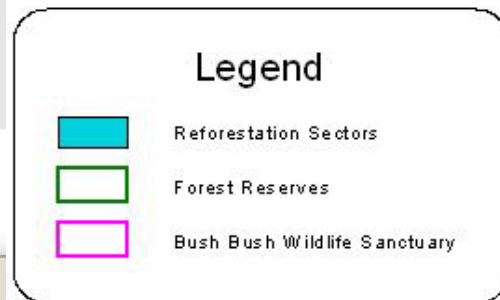 Legend
Reforestation Sectors
Forest Reserves
Bush Bush Wildlife Sanctuary